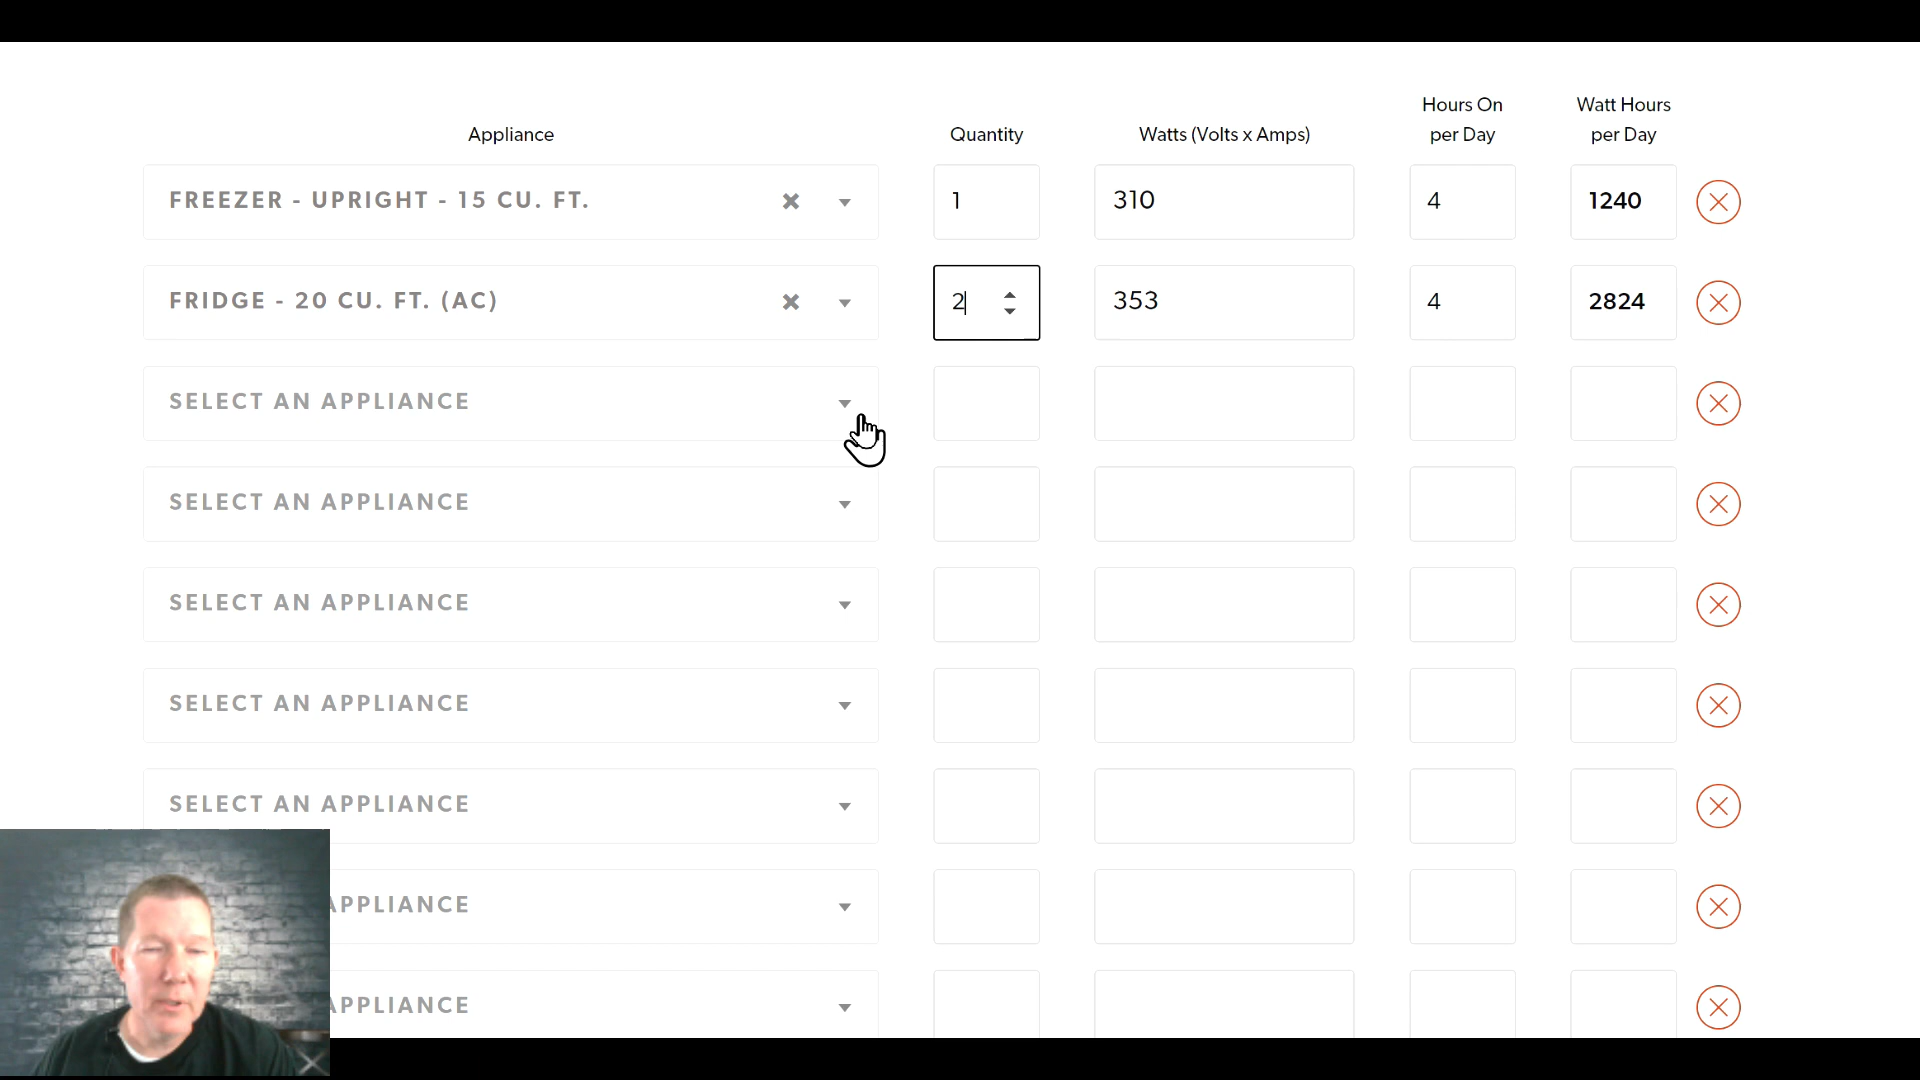 Appliance Quantity Watts (Volts x Amps) Hours On per Day Watt Hours per Day
FREEZER - UPRIGHT - 15 CU. FT. 1 310 4 1240
FRIDGE - 20 CU. FT. (AC) 2 353 4 2824
SELECT AN APPLIANCE
SELECT AN APPLIANCE
SELECT AN APPLIANCE
SELECT AN APPLIANCE
SELECT AN APPLIANCE
APPLIANCE
APPLIANCE